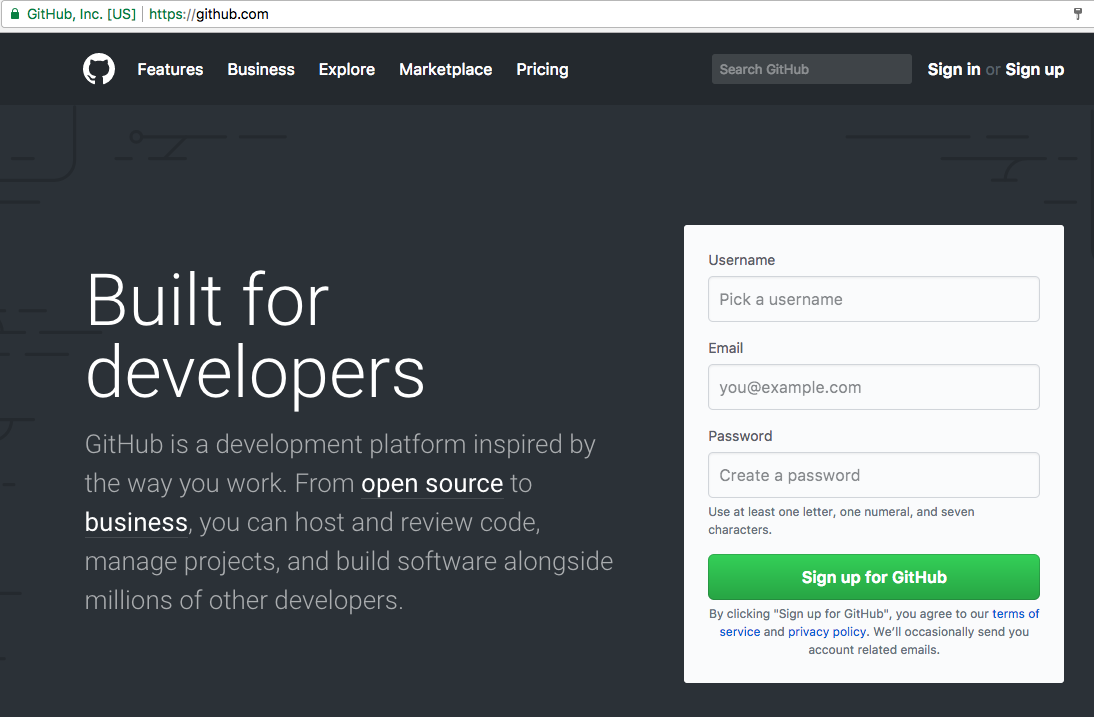 GitHub, Inc. [US] https://github.com
Features Business Explore Marketplace Pricing Search GitHub Sign in or Sign up
Built for
developers
GitHub is a development platform inspired by
the way you work. From open source to
business, you can host and review code,
manage projects, and build software alongside
millions of other developers.
Username
Pick a username
Email
you@example.com
Password
Create a password
Use at least one letter, one numeral, and seven
characters.
Sign up for GitHub
By clicking "Sign up for GitHub", you agree to our terms of
service and privacy policy. We’ll occasionally send you
account related emails.